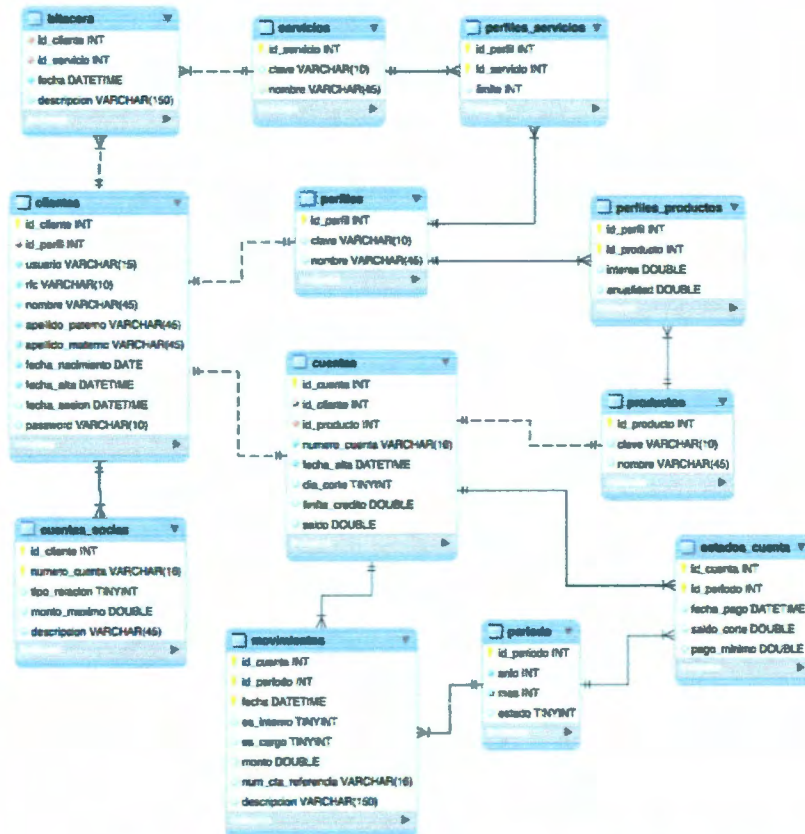 bitacora
id_cliente INT
id_servicio INT
fecha DATETIME
descripcion VARCHAR(150)
servicios
id_servicio INT
clave VARCHAR(10)
nombre VARCHAR(45)
perfiles_servicios
id_perfil INT
id_servicio INT
limite INT
clientes
id_cliente INT
id_perfil INT
usuario VARCHAR(15)
rfc VARCHAR(10)
nombre VARCHAR(45)
apellido_paterno VARCHAR(45)
apellido_materno VARCHAR(45)
fecha_nacimiento DATE
fecha_alta DATETIME
fecha_sesion DATETIME
password VARCHAR(10)
perfiles
id_perfil INT
clave VARCHAR(10)
nombre VARCHAR(45)
perfiles_productos
id_perfil INT
id_producto INT
interes DOUBLE
anualidad DOUBLE
cuentas
id_cuenta INT
id_cliente INT
id_producto INT
numero_cuenta VARCHAR(16)
fecha_alta DATETIME
dia_corte TINYINT
limite_credito DOUBLE
saldo DOUBLE
productos
id_producto INT
clave VARCHAR(10)
nombre VARCHAR(45)
cuentas_socias
id_cliente INT
numero_cuenta VARCHAR(16)
tipo_relacion TINYINT
monto_maximo DOUBLE
descripcion VARCHAR(45)
estados_cuenta
id_cuenta INT
id_periodo INT
fecha_pago DATETIME
saldo_corte DOUBLE
pago_minimo DOUBLE
movimientos
id_cuenta INT
id_periodo INT
fecha DATETIME
es_interno TINYINT
es_cargo TINYINT
monto DOUBLE
num_cta_referencia VARCHAR(16)
descripcion VARCHAR(150)
periodo
id_periodo INT
anio INT
mes INT
estado TINYINT